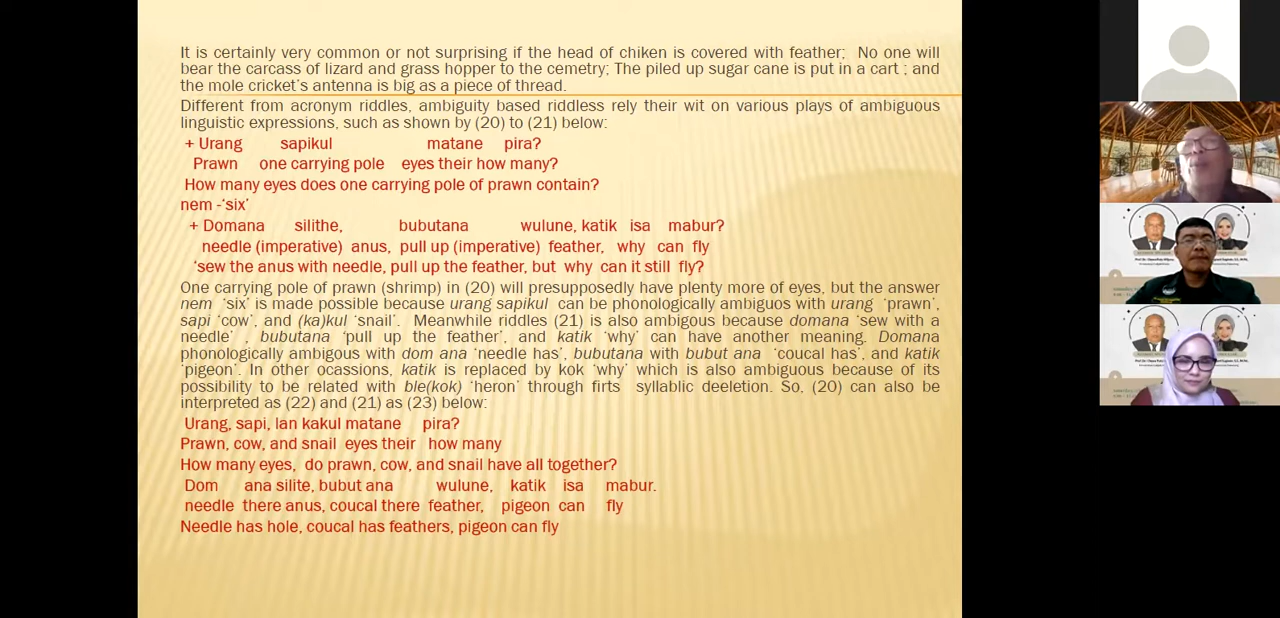 It is certainly very common or not surprising if the head of chiken is covered with feather; No one will
bear the carcass of lizard and grass hopper to the cemetry; The piled up sugar cane is put in a cart ; and
the mole cricket's antenna is big as a piece of thread.
Different from acronym riddles, ambiguity based riddless rely their wit on various plays of ambiguous
linguistic expressions, such as shown by (20) to (21) below:
+ Urang sapikul matane pira?
Prawn one carrying pole eyes their how many?
How many eyes does one carrying pole of prawn contain?
nem -'six'
+ Domana silithe, bubutana wulune, katik isa mabur?
needle (imperative) anus, pull up (imperative) feather, why can fly
'sew the anus with needle, pull up the feather, but why can it still fly?
One carrying pole of prawn (shrimp) in (20) will presupposedly have plenty more of eyes, but the answer
nem 'six' is made possible because urang sapikul can be phonologically ambiguos with urang 'prawn',
sapi 'cow', and (ka)kul 'snail'. Meanwhile riddles (21) is also ambigous because domana 'sew with a
needle' , bubutana 'pull up the feather', and katik 'why' can have another meaning. Domana
phonologically ambigous with dom ana 'needle has', bubutana with bubut ana 'coucal has', and katik
'pigeon'. In other ocassions, katik is replaced by kok 'why' which is also ambiguous because of its
possibility to be related with ble(kok) 'heron' through firts syllabic deeletion. So, (20) can also be
interpreted as (22) and (21) as (23) below:
Urang, sapi, lan kakul matane pira?
Prawn, cow, and snail eyes their how many
How many eyes, do prawn, cow, and snail have all together?
Dom ana silite, bubut ana wulune, katik isa mabur.
needle there anus, coucal there feather, pigeon can fly
Needle has hole, coucal has feathers, pigeon can fly